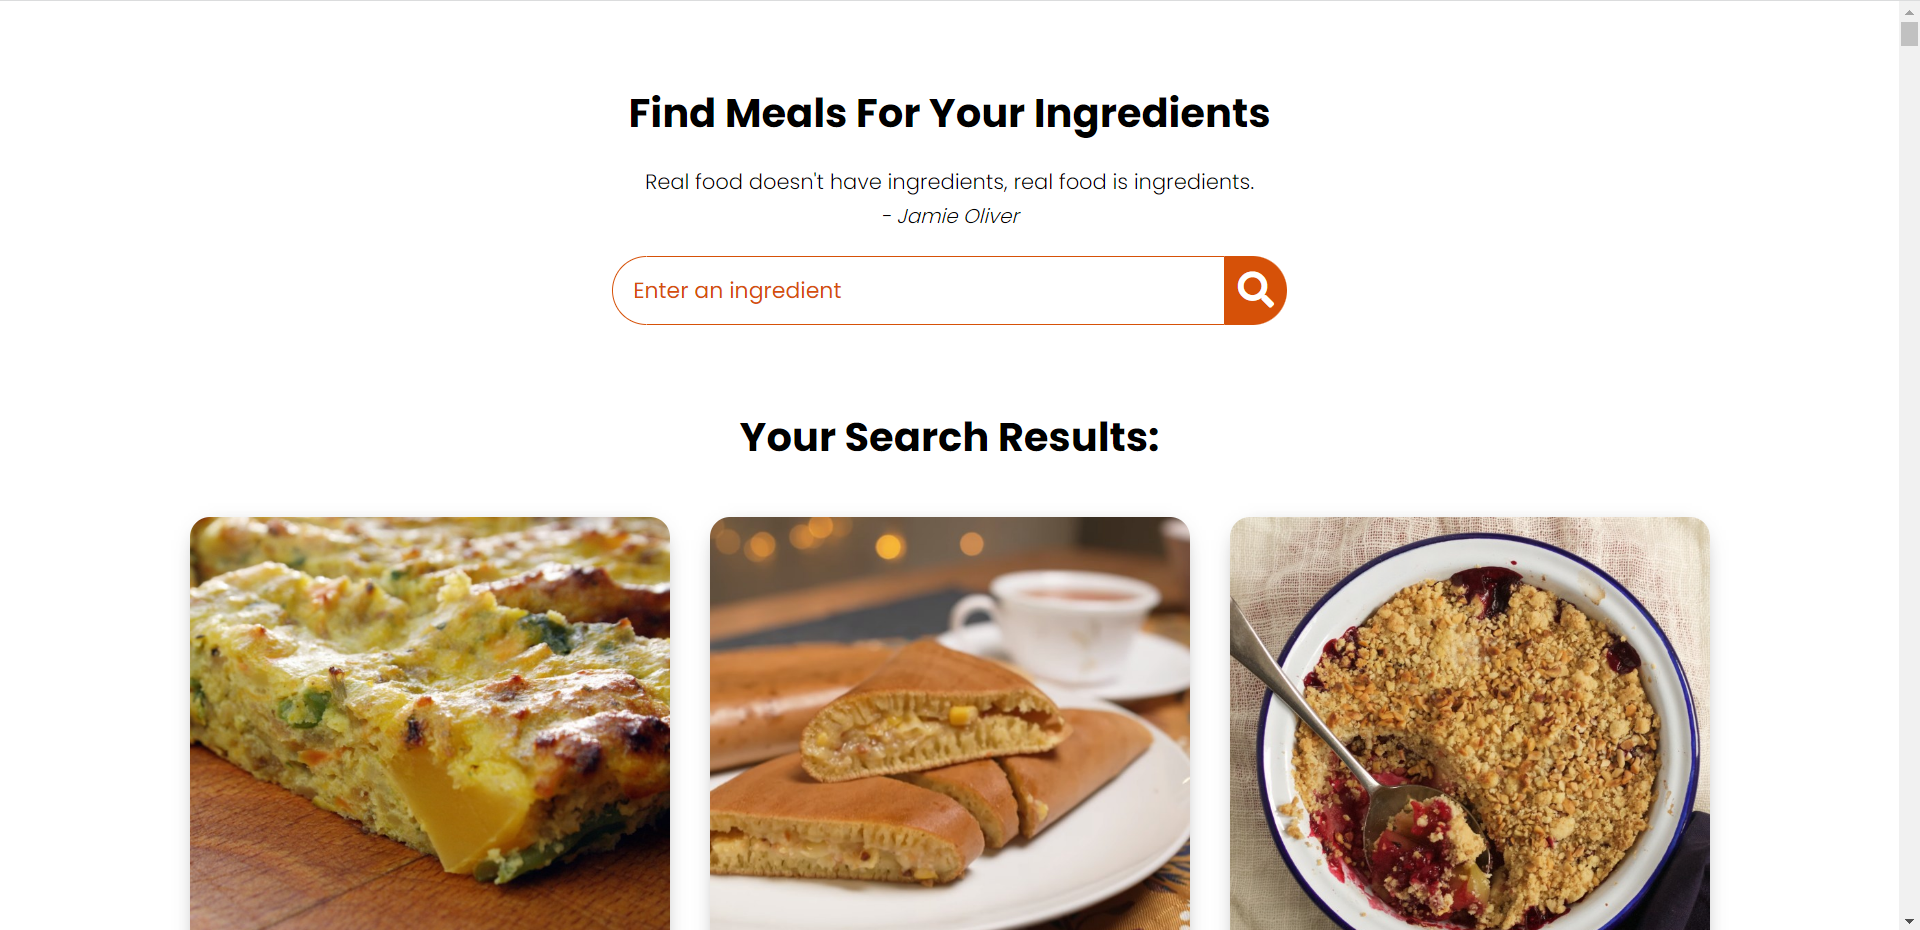 Find Meals For Your Ingredients
Real food doesn't have ingredients, real food is ingredients.
- Jamie Oliver
Enter an ingredient
Your Search Results: